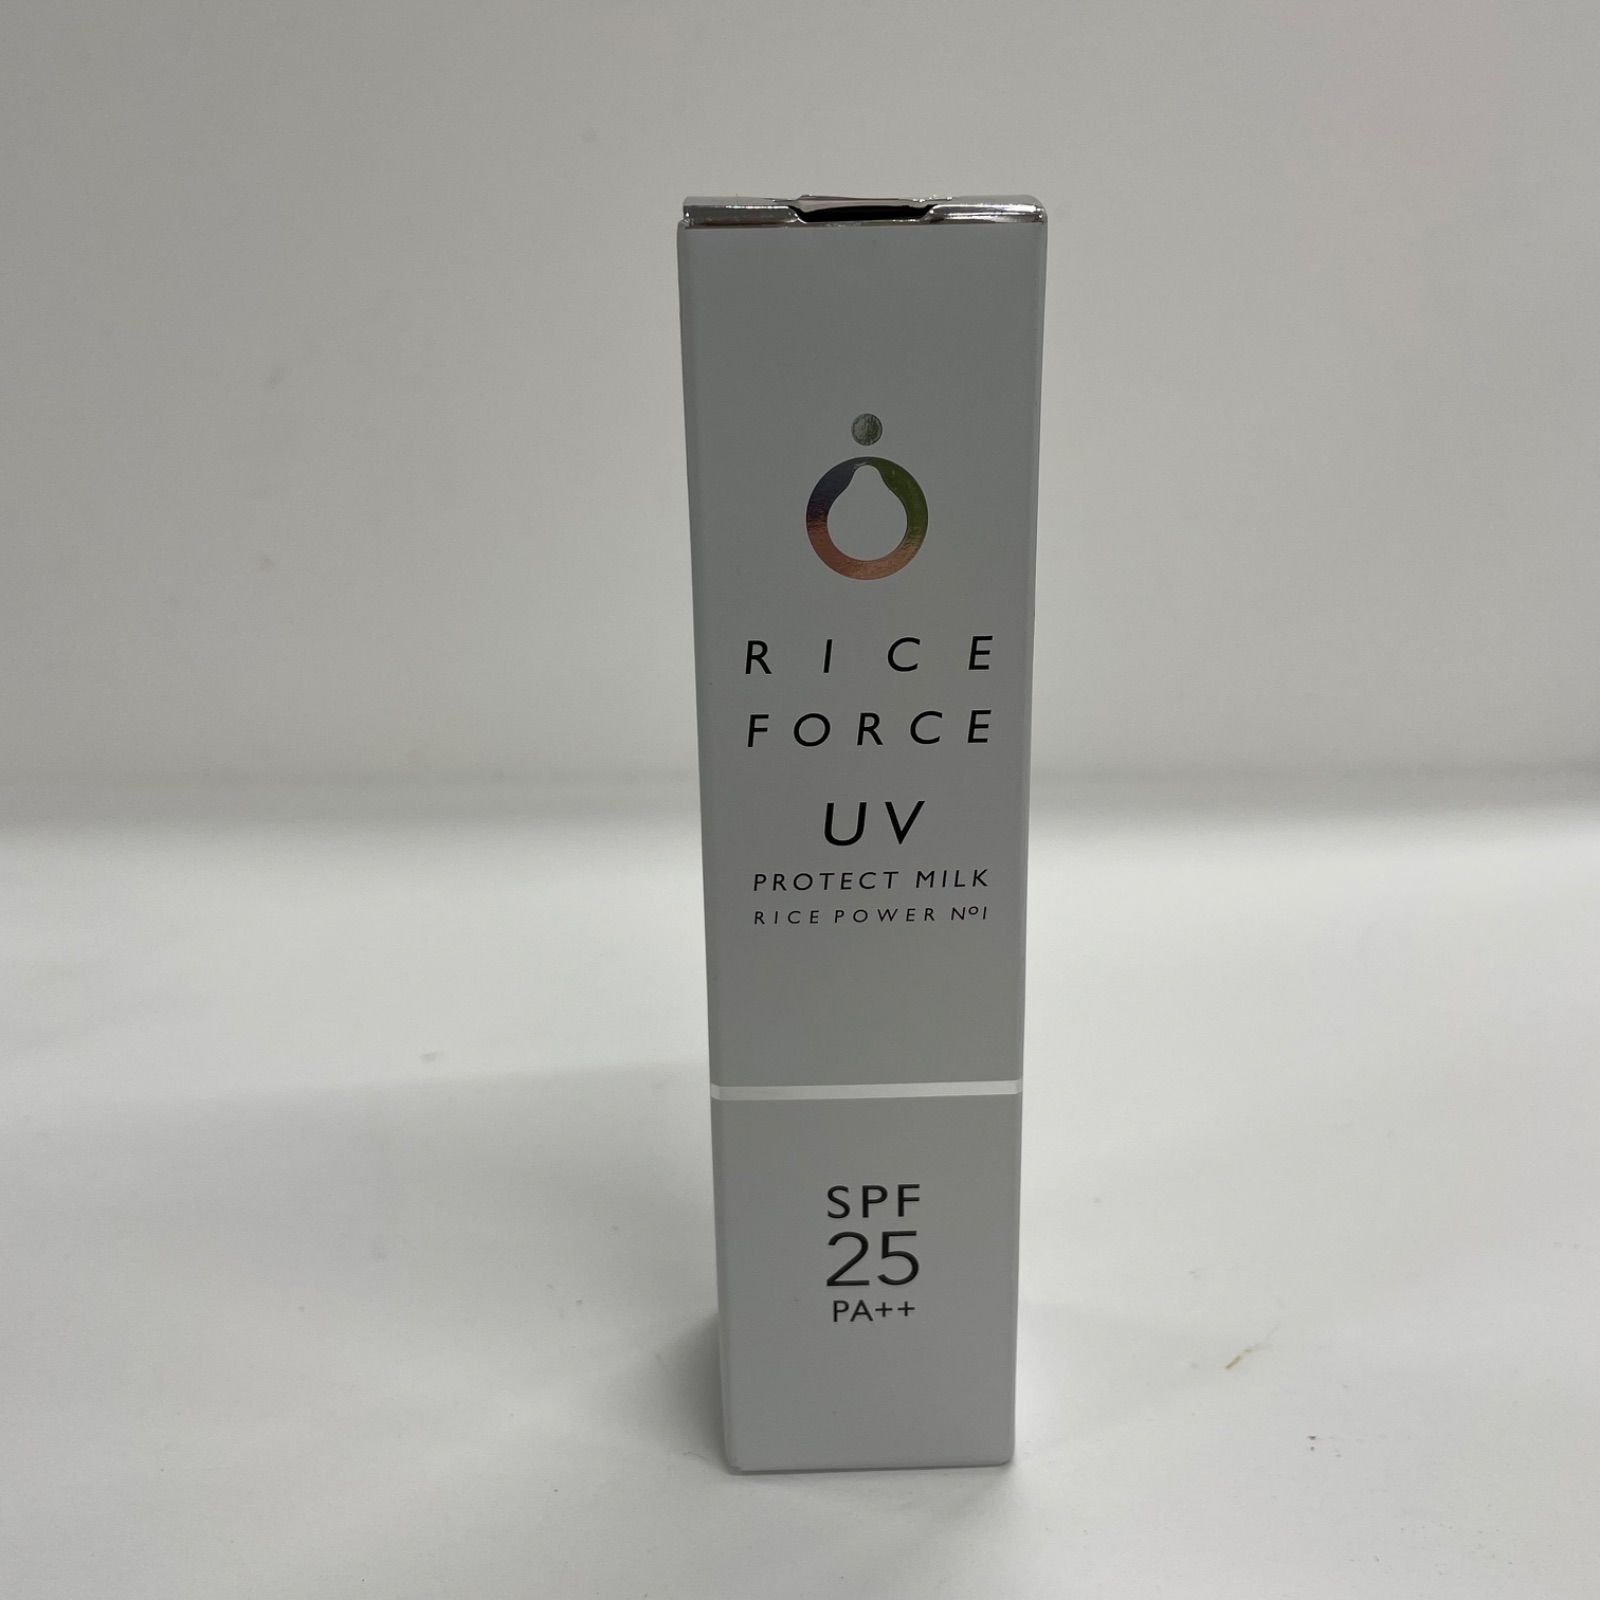 RICE
FORCE
UV
PROTECT MILK
RICE POWER Nº1
SPF
25
PA++